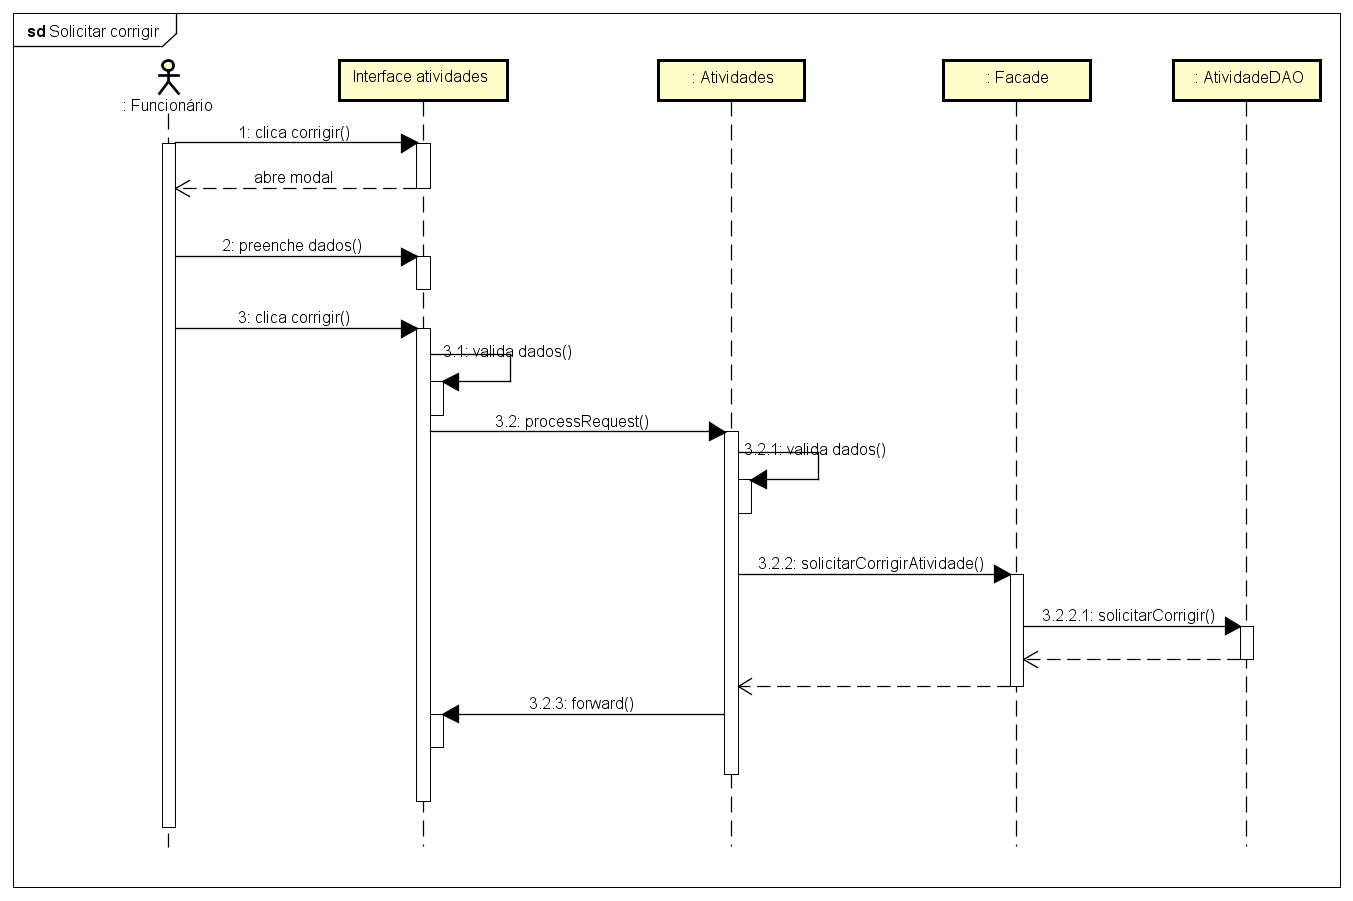 sd Solicitar corrigir
Interface atividades
: Atividades
: Facade
: AtividadeDAO
: Funcionário
1: clica corrigir()
abre modal
2: preenche dados()
3: clica corrigir()
3.1: valida dados()
3.2: processRequest()
3.2.1: valida dados()
3.2.2: solicitarCorrigirAtividade()
3.2.2.1: solicitarCorrigir()
3.2.3: forward()